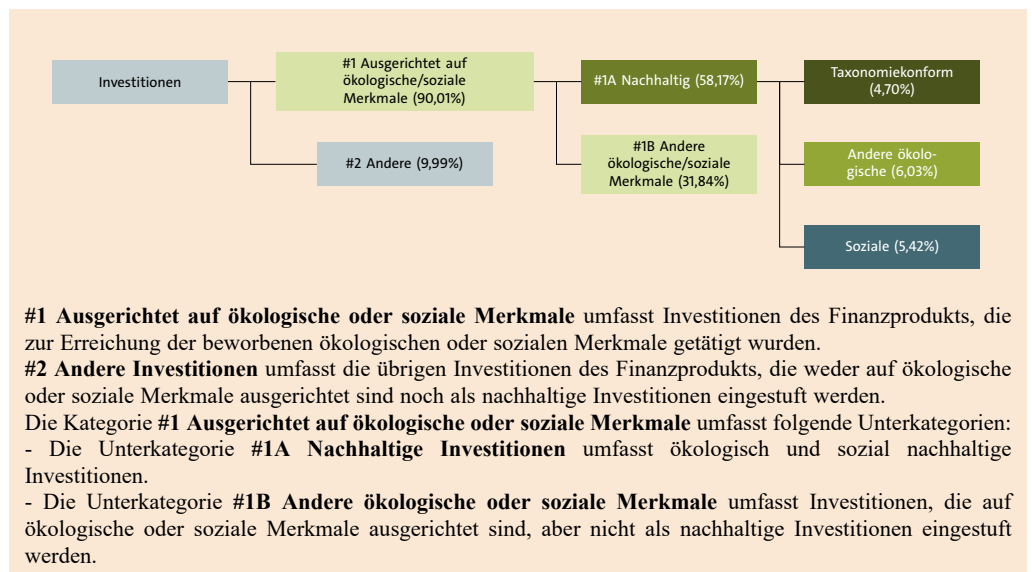 Investitionen
#1 Ausgerichtet auf
ökologische/soziale
Merkmale (90,01%)
#1A Nachhaltig (58,17%)
Taxonomiekonform
(4,70%)
#2 Andere (9,99%)
#1B Andere
ökologische/soziale
Merkmale (31,84%)
Andere ökolo-
gische (6,03%)
Soziale (5,42%)
#1 Ausgerichtet auf ökologische oder soziale Merkmale umfasst Investitionen des Finanzprodukts, die
zur Erreichung der beworbenen ökologischen oder sozialen Merkmale getätigt wurden.
#2 Andere Investitionen umfasst die übrigen Investitionen des Finanzprodukts, die weder auf ökologische
oder soziale Merkmale ausgerichtet sind noch als nachhaltige Investitionen eingestuft werden.
Die Kategorie #1 Ausgerichtet auf ökologische oder soziale Merkmale umfasst folgende Unterkategorien:
- Die Unterkategorie #1A Nachhaltige Investitionen umfasst ökologisch und sozial nachhaltige
Investitionen.
- Die Unterkategorie #1B Andere ökologische oder soziale Merkmale umfasst Investitionen, die auf
ökologische oder soziale Merkmale ausgerichtet sind, aber nicht als nachhaltige Investitionen eingestuft
werden.